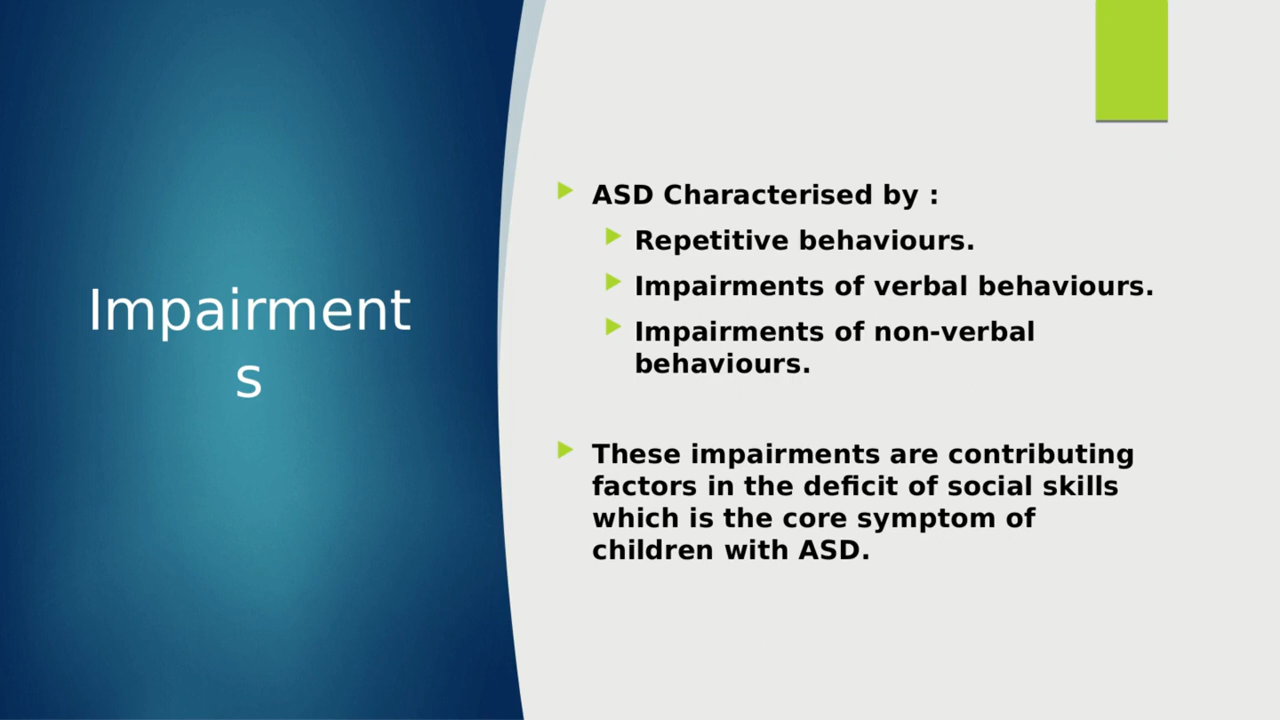 Impairment
s
ASD Characterised by :
Repetitive behaviours.
Impairments of verbal behaviours.
Impairments of non-verbal
behaviours.
These impairments are contributing
factors in the deficit of social skills
which is the core symptom of
children with ASD.